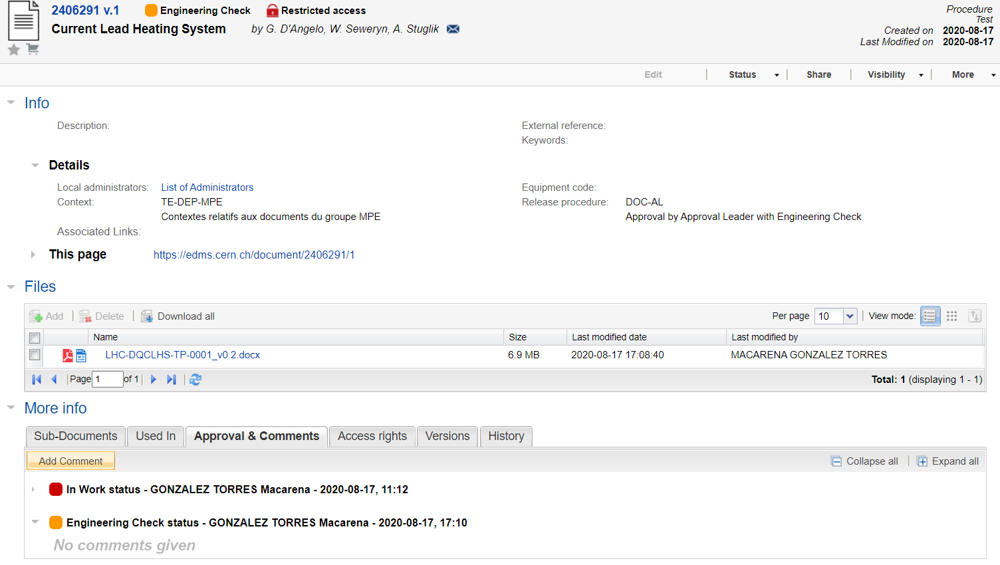 2406291 v.1 Engineering Check Restricted access Procedure
Test
Current Lead Heating System by G. D'Angelo, W. Seweryn, A. Stuglik Created on 2020-08-17
Last Modified on 2020-08-17
Edit | Status | Share | Visibility | More
Info
Description: External reference:
Keywords:
Details
Local administrators: List of Administrators Equipment code:
Context: TE-DEP-MPE Release procedure: DOC-AL
Contextes relatifs aux documents du groupe MPE Approval by Approval Leader with Engineering Check
Associated Links:
This page https://edms.cern.ch/document/2406291/1
Files
Add | Delete | Download all Per page 10 | View mode:
Name Size Last modified date Last modified by
LHC-DQCLHS-TP-0001_v0.2.docx 6.9 MB 2020-08-17 17:08:40 MACARENA GONZALEZ TORRES
| Page 1 of 1 | | Total: 1 (displaying 1 - 1)
More info
Sub-Documents Used In Approval & Comments Access rights Versions History
Add Comment Collapse all | Expand all
In Work status - GONZALEZ TORRES Macarena - 2020-08-17, 11:12
Engineering Check status - GONZALEZ TORRES Macarena - 2020-08-17, 17:10
No comments given